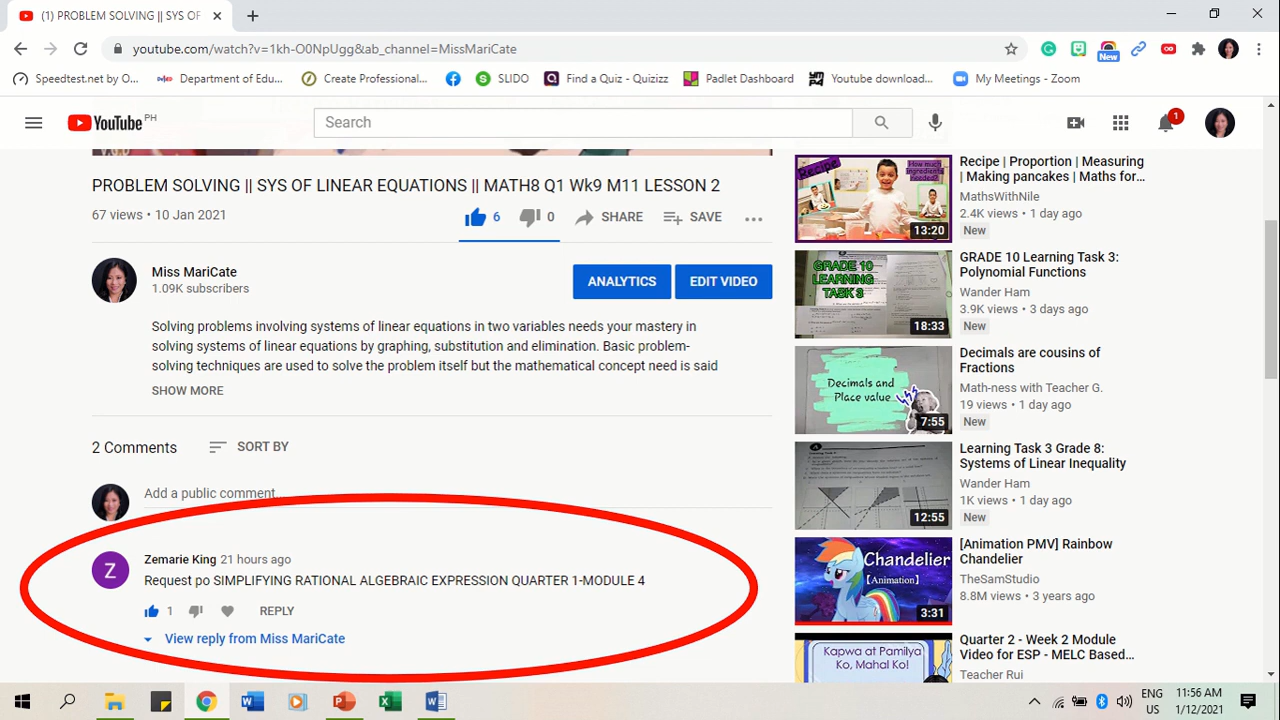 (1) PROBLEM SOLVING || SYS OF
youtube.com/watch?v=1kh-O0NpUgg&ab_channel=MissMariCate
New
Speedtest.net by O...
Department of Edu...
Create Professional...
SLIDO
Find a Quiz - Quizizz
Padlet Dashboard
Youtube download...
My Meetings - Zoom
YouTube PH
Search
1
PROBLEM SOLVING || SYS OF LINEAR EQUATIONS || MATH8 Q1 Wk9 M11 LESSON 2
67 views • 10 Jan 2021
6
0
SHARE
SAVE
Miss MariCate
1.09K subscribers
ANALYTICS
EDIT VIDEO
Solving problems involving systems of linear equations in two variables needs your mastery in
solving systems of linear equations by graphing, substitution and elimination. Basic problem-
solving techniques are used to solve the problem itself but the mathematical concept need is said
SHOW MORE
2 Comments
SORT BY
Add a public comment...
Z
Zemarie King 21 hours ago
Request po SIMPLIFYING RATIONAL ALGEBRAIC EXPRESSION QUARTER 1-MODULE 4
1
REPLY
View reply from Miss MariCate
Recipe
How much
13:20
Recipe | Proportion | Measuring
| Making pancakes | Maths for...
MathsWithNile
2.4K views • 1 day ago
New
GRADE 10
LEARNING
TASK 3
18:33
GRADE 10 Learning Task 3:
Polynomial Functions
Wander Ham
3.9K views • 3 days ago
New
Decimals and
Place value
7:55
Decimals are cousins of
Fractions
Math-ness with Teacher G.
19 views • 1 day ago
New
12:55
Learning Task 3 Grade 8:
Systems of Linear Inequality
Wander Ham
1K views • 1 day ago
New
Chandelier
【Animation】
3:31
[Animation PMV] Rainbow
Chandelier
TheSamStudio
8.8M views • 3 years ago
Kapwa at Pamilya
Ko, Mahal Ko!
Quarter 2 - Week 2 Module
Video for ESP - MELC Based...
Teacher Rui
ENG
US
11:56 AM
1/12/2021